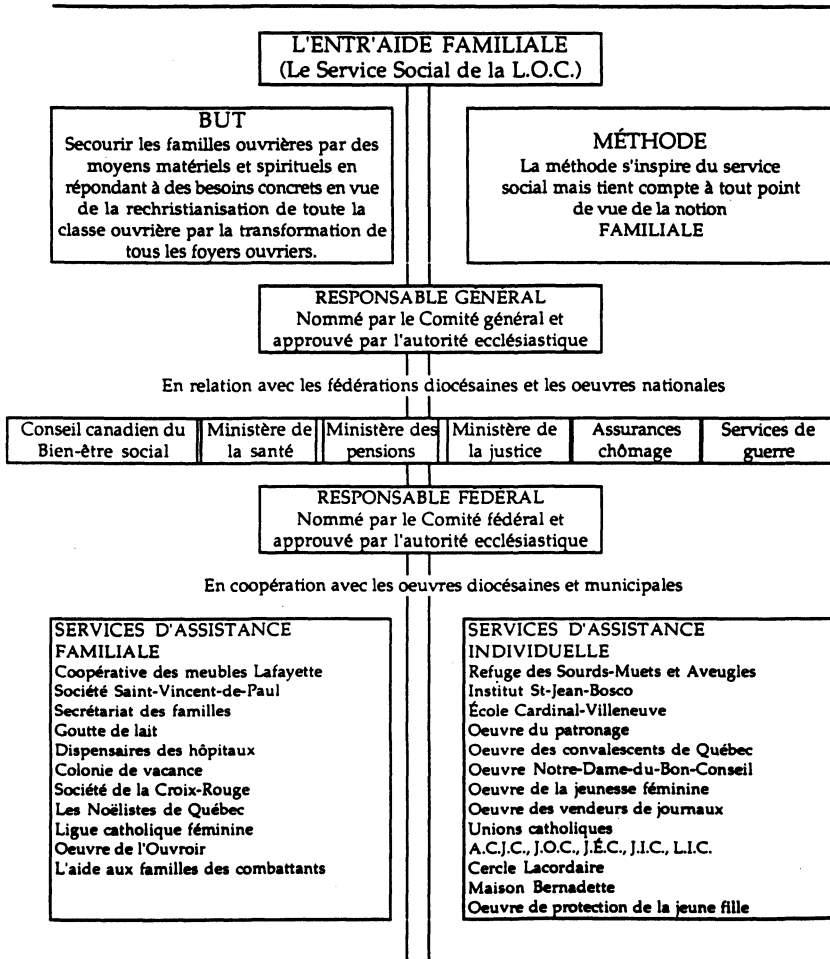 L'ENTR'AIDE FAMILIALE
(Le Service Social de la L.O.C.)
BUT
Secourir les familles ouvrières par des
moyens matériels et spirituels en
répondant à des besoins concrets en vue
de la rechristianisation de toute la
classe ouvrière par la transformation de
tous les foyers ouvriers.
MÉTHODE
La méthode s'inspire du service
social mais tient compte à tout point
de vue de la notion
FAMILIALE
RESPONSABLE GÉNÉRAL
Nommé par le Comité général et
approuvé par l'autorité ecclésiastique
En relation avec les fédérations diocésaines et les oeuvres nationales
Conseil canadien du
Bien-être social
Ministère de
la santé
Ministère des
pensions
Ministère de
la justice
Assurances
chômage
Services de
guerre
RESPONSABLE FÉDÉRAL
Nommé par le Comité fédéral et
approuvé par l'autorité ecclésiastique
En coopération avec les oeuvres diocésaines et municipales
SERVICES D'ASSISTANCE
FAMILIALE
Coopérative des meubles Lafayette
Société Saint-Vincent-de-Paul
Secrétariat des familles
Goutte de lait
Dispensaires des hôpitaux
Colonie de vacance
Société de la Croix-Rouge
Les Noëlistes de Québec
Ligue catholique féminine
Oeuvre de l'Ouvroir
L'aide aux familles des combattants
SERVICES D'ASSISTANCE
INDIVIDUELLE
Refuge des Sourds-Muets et Aveugles
Institut St-Jean-Bosco
École Cardinal-Villeneuve
Oeuvre du patronage
Oeuvre des convalescents de Québec
Oeuvre Notre-Dame-du-Bon-Conseil
Oeuvre de la jeunesse féminine
Oeuvre des vendeurs de journaux
Unions catholiques
A.C.J.C., J.O.C., J.É.C., J.I.C., L.I.C.
Cercle Lacordaire
Maison Bernadette
Oeuvre de protection de la jeune fille